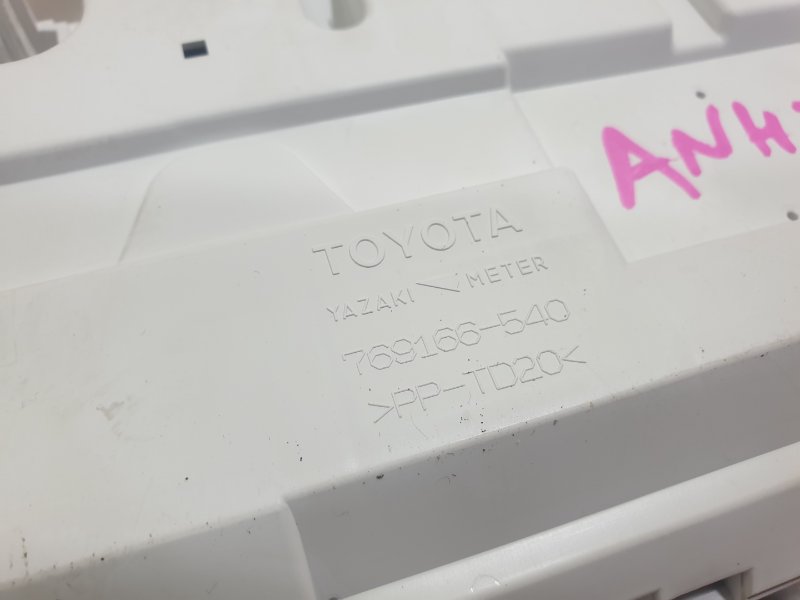 ANH
TOYOTA
YAZAKI METER
769166-540
>PP-TD20<